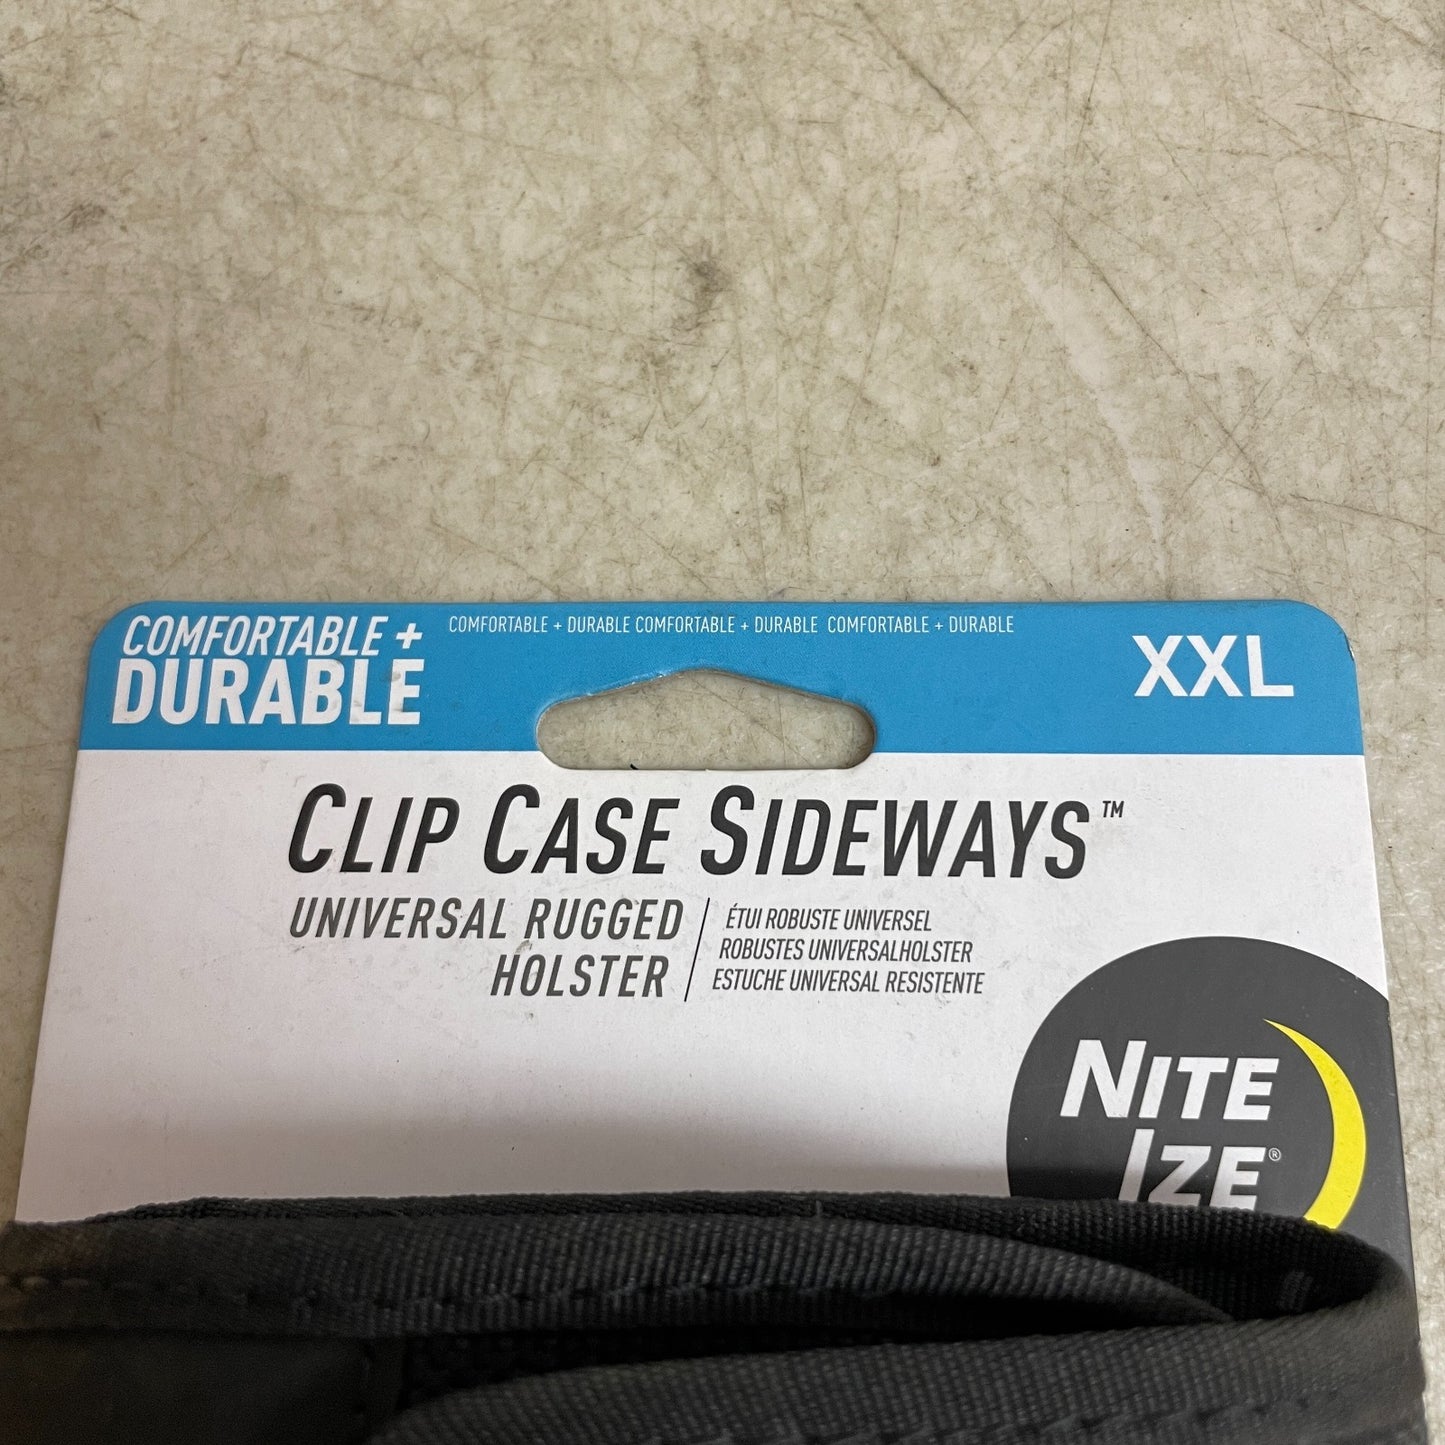 COMFORTABLE +
DURABLE
COMFORTABLE + DURABLE COMFORTABLE + DURABLE COMFORTABLE + DURABLE
XXL
CLIP CASE SIDEWAYS™
UNIVERSAL RUGGED
HOLSTER
ÉTUI ROBUSTE UNIVERSEL
ROBUSTES UNIVERSALHOLSTER
ESTUCHE UNIVERSAL RESISTENTE
NITE
IZE®